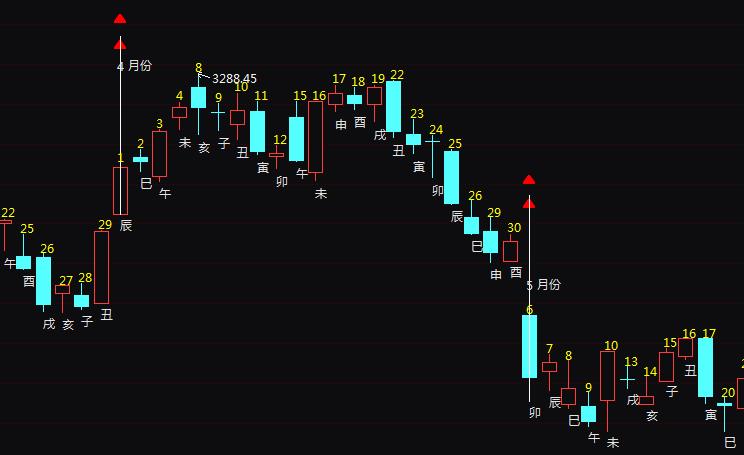 22
午
25
酉
26
戌
27
亥
28
子
29
丑
4 月份
1
辰
2
巳
3
午
4
未
8
3288.45
亥
9
子
10
丑
11
寅
12
卯
15
午
16
未
17
申
18
酉
19
戌
22
丑
23
寅
24
卯
25
辰
26
巳
29
申
30
酉
5 月份
6
卯
7
辰
8
巳
9
午
10
未
13
戌
14
亥
15
子
16
丑
17
寅
20
巳